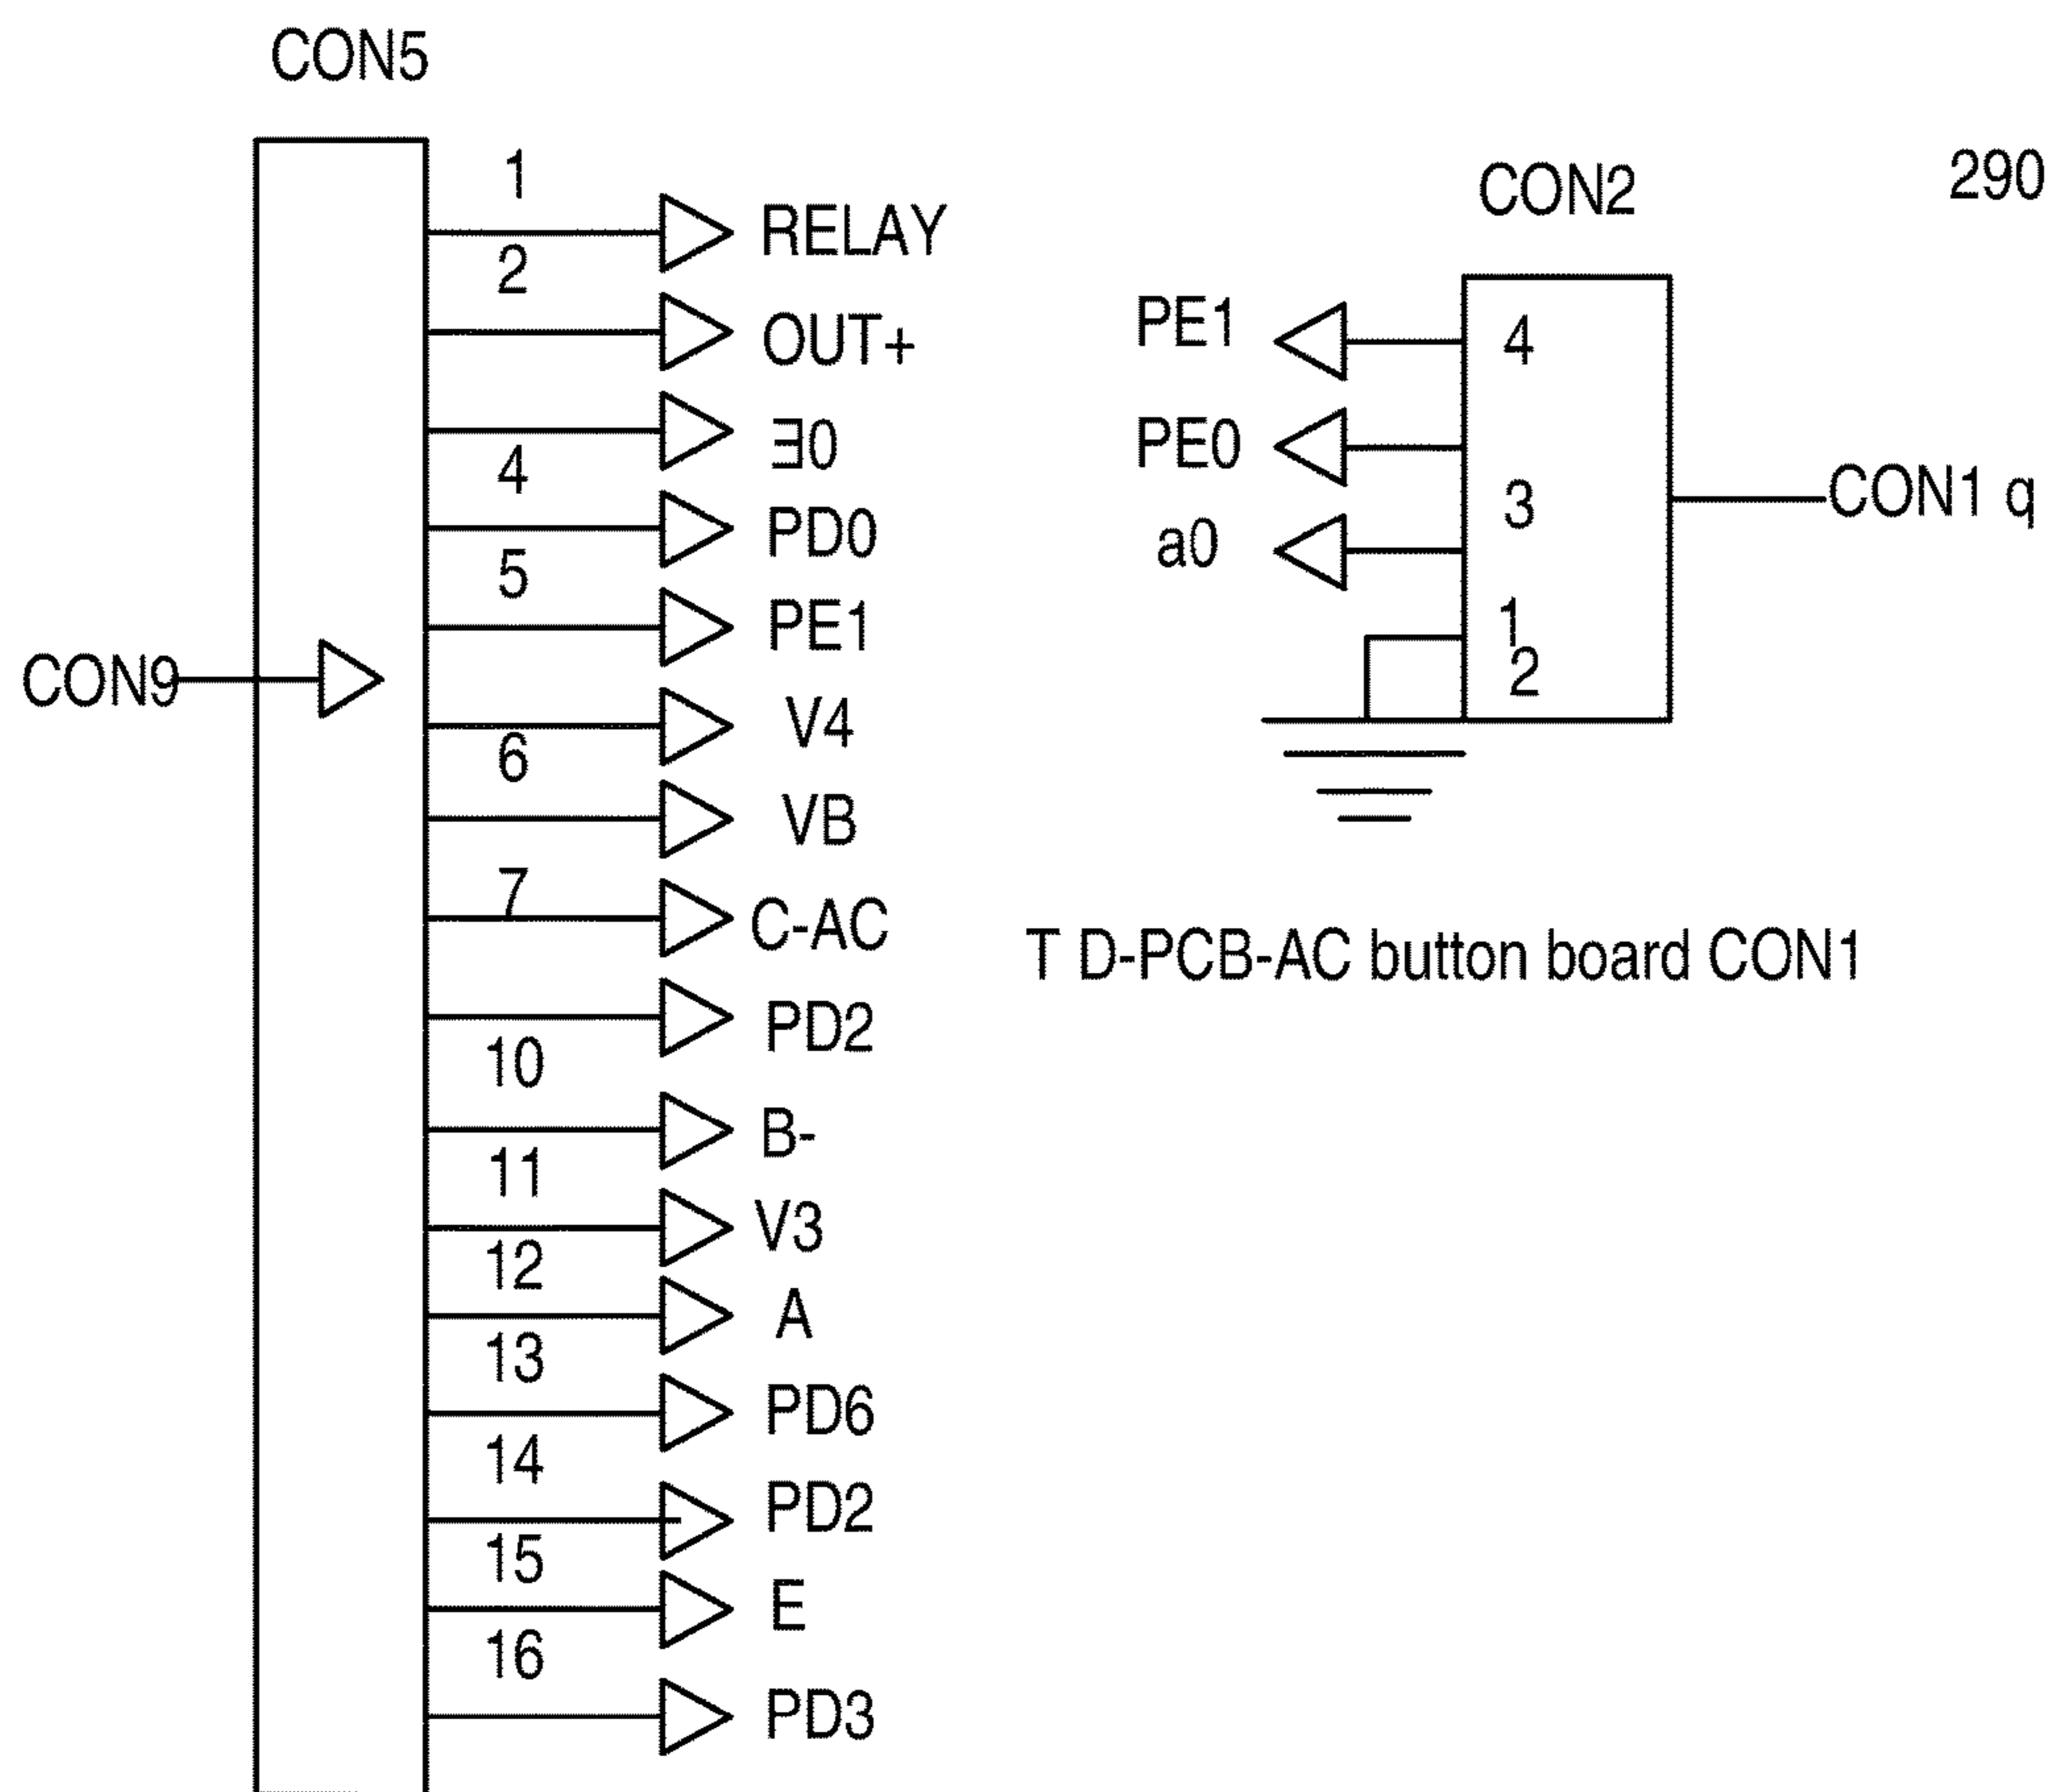 CON5
1
RELAY
2
OUT+
Ǝ0
4
PD0
5
PE1
CON9
V4
6
VB
7
C-AC
PD2
10
B-
11
V3
12
A
13
PD6
14
PD2
15
E
16
PD3
290
CON2
PE1
4
PE0
3
CON1 q
a0
1
2
T D-PCB-AC button board CON1